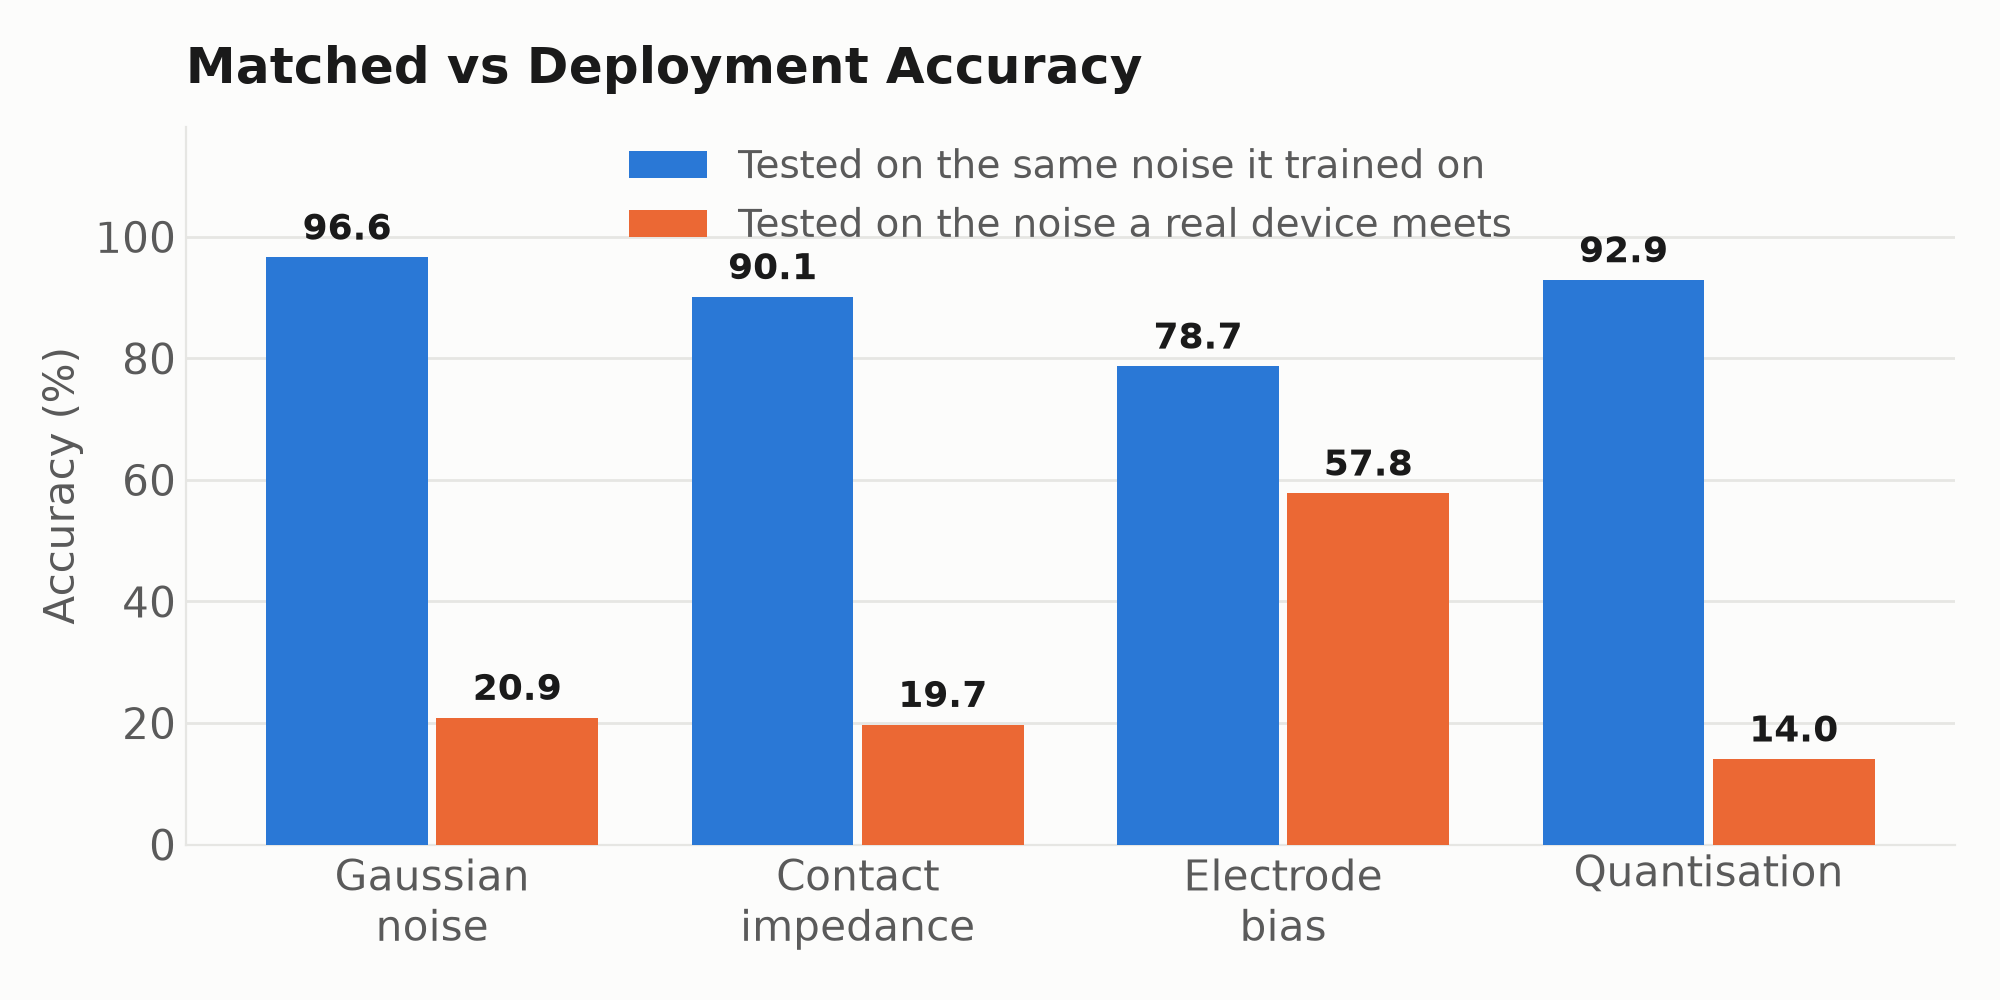 Matched vs Deployment Accuracy
Tested on the same noise it trained on
Tested on the noise a real device meets
Accuracy (%)
100
80
60
40
20
0
96.6
20.9
90.1
19.7
78.7
57.8
92.9
14.0
Gaussian
noise
Contact
impedance
Electrode
bias
Quantisation